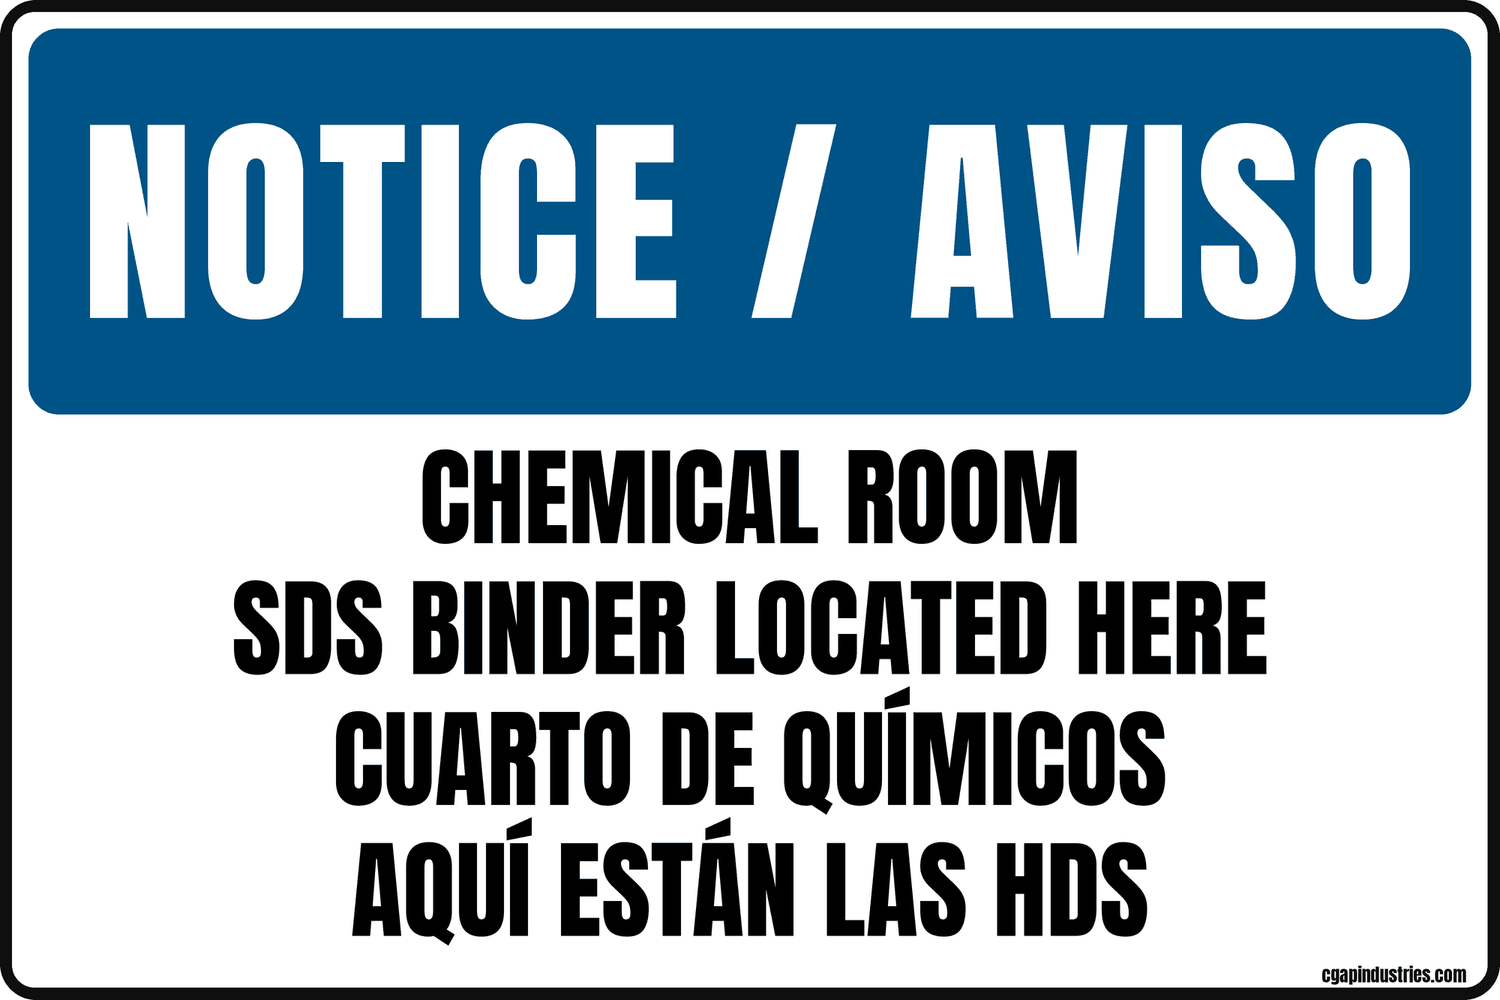 NOTICE / AVISO
CHEMICAL ROOM
SDS BINDER LOCATED HERE
CUARTO DE QUÍMICOS
AQUÍ ESTÁN LAS HDS
cgapindustries.com